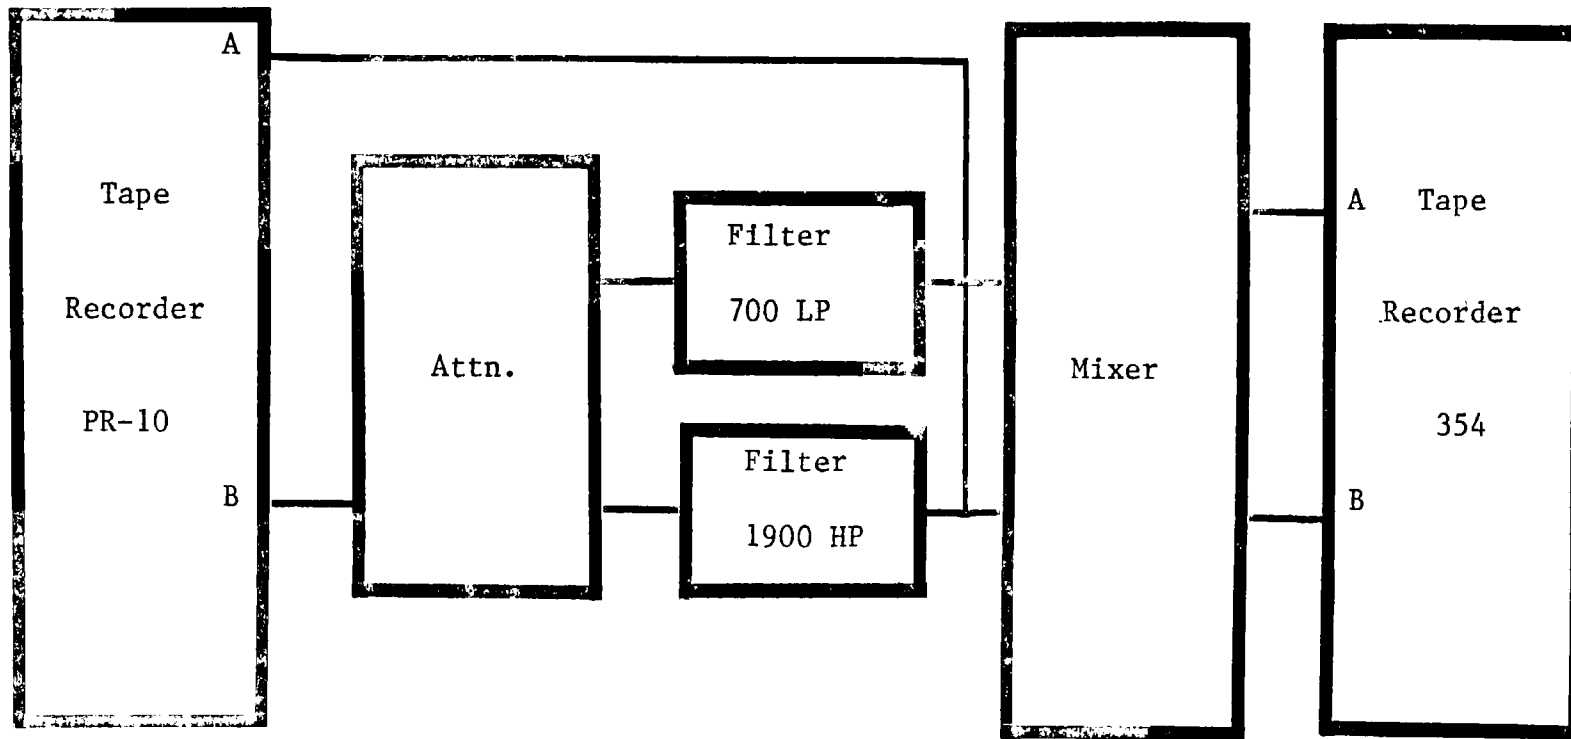 A
Tape
Recorder
PR-10
B
Attn.
Filter
700 LP
Filter
1900 HP
Mixer
A
Tape
Recorder
354
B